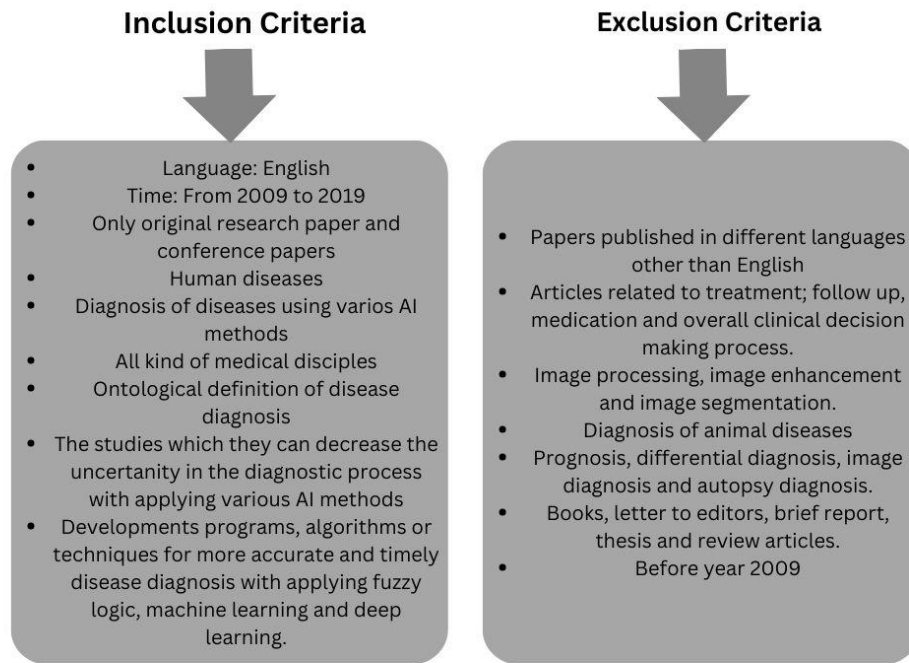 Inclusion Criteria
• Language: English
• Time: From 2009 to 2019
• Only original research paper and
conference papers
• Human diseases
• Diagnosis of diseases using varios AI
methods
• All kind of medical disciples
• Ontological definition of disease
diagnosis
• The studies which they can decrease the
uncertanity in the diagnostic process
with applying various AI methods
• Developments programs, algorithms or
techniques for more accurate and timely
disease diagnosis with applying fuzzy
logic, machine learning and deep
learning.
Exclusion Criteria
• Papers published in different languages
other than English
• Articles related to treatment; follow up,
medication and overall clinical decision
making process.
• Image processing, image enhancement
and image segmentation.
• Diagnosis of animal diseases
• Prognosis, differential diagnosis, image
diagnosis and autopsy diagnosis.
• Books, letter to editors, brief report,
thesis and review articles.
• Before year 2009